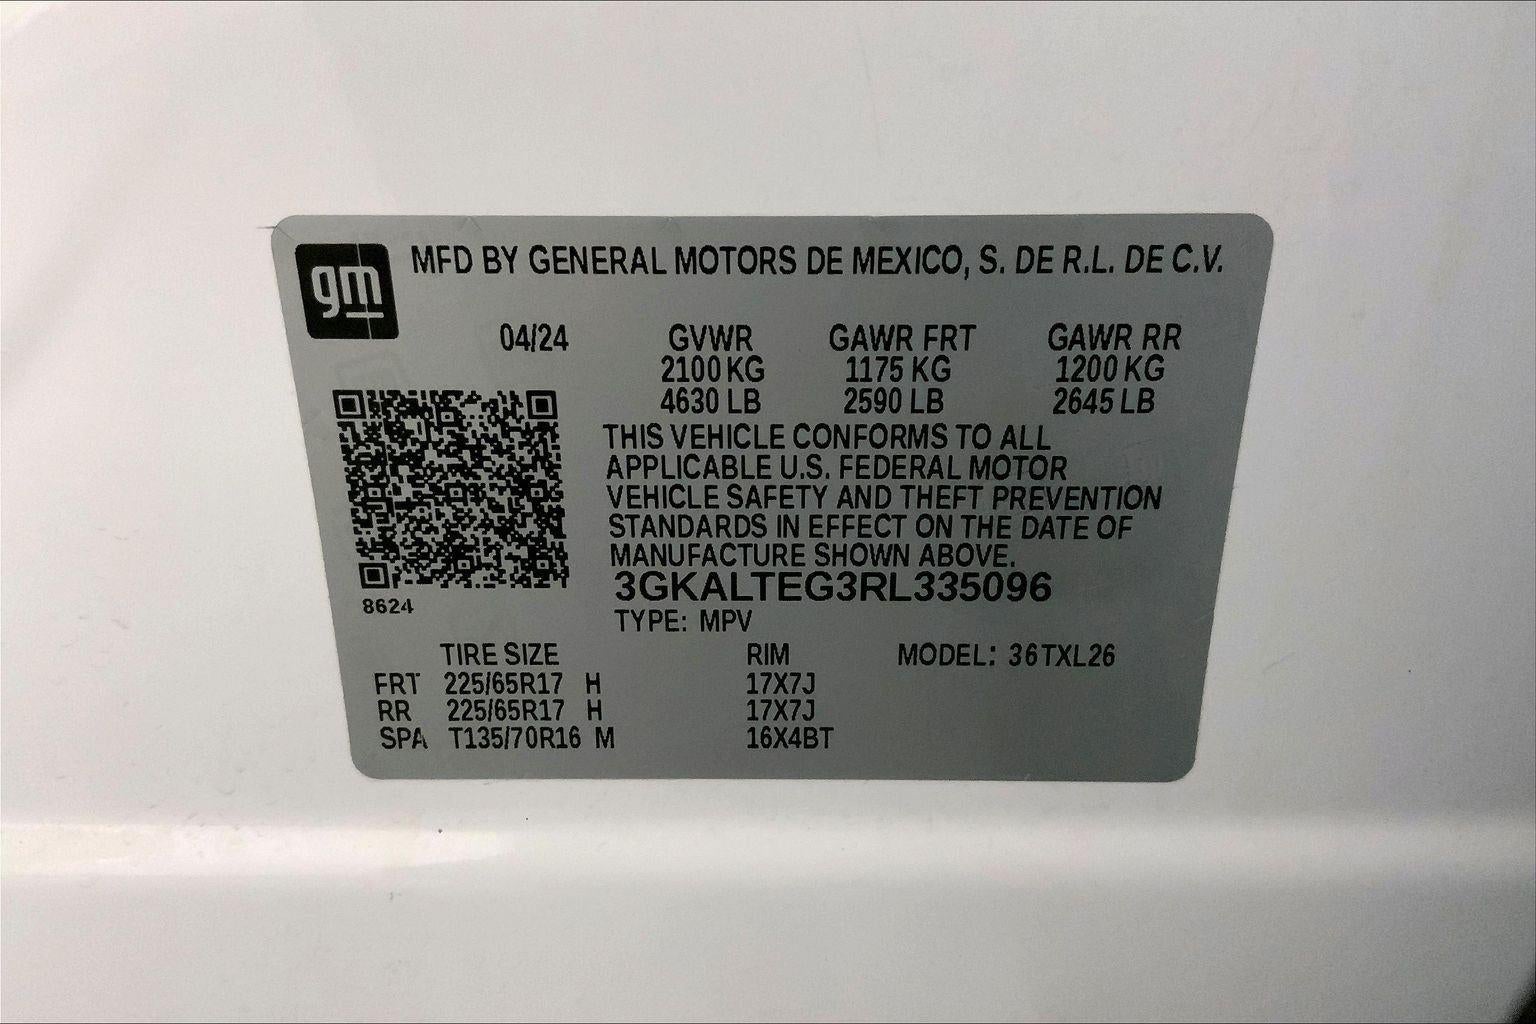 gm MFD BY GENERAL MOTORS DE MEXICO, S. DE R.L. DE C.V.
04/24 GVWR GAWR FRT GAWR RR
2100 KG 1175 KG 1200 KG
4630 LB 2590 LB 2645 LB
THIS VEHICLE CONFORMS TO ALL
APPLICABLE U.S. FEDERAL MOTOR
VEHICLE SAFETY AND THEFT PREVENTION
STANDARDS IN EFFECT ON THE DATE OF
MANUFACTURE SHOWN ABOVE.
3GKALTEG3RL335096
8624
TYPE: MPV
TIRE SIZE RIM MODEL: 36TXL26
FRT 225/65R17 H 17X7J
RR 225/65R17 H 17X7J
SPA T135/70R16 M 16X4BT